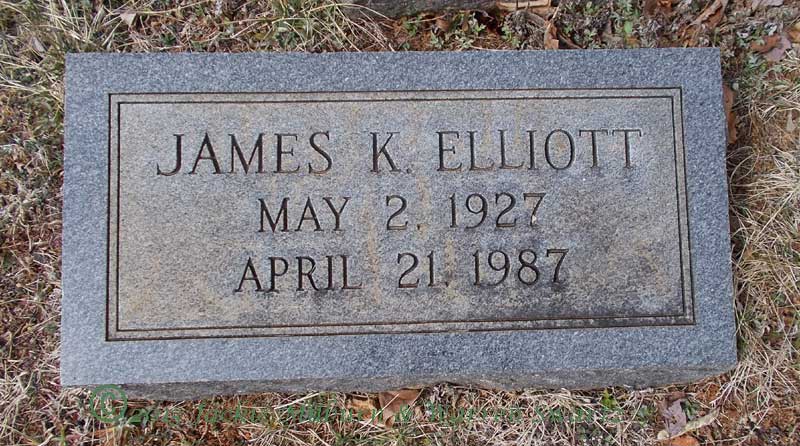 JAMES K. ELLIOTT
MAY 2, 1927
APRIL 21, 1987